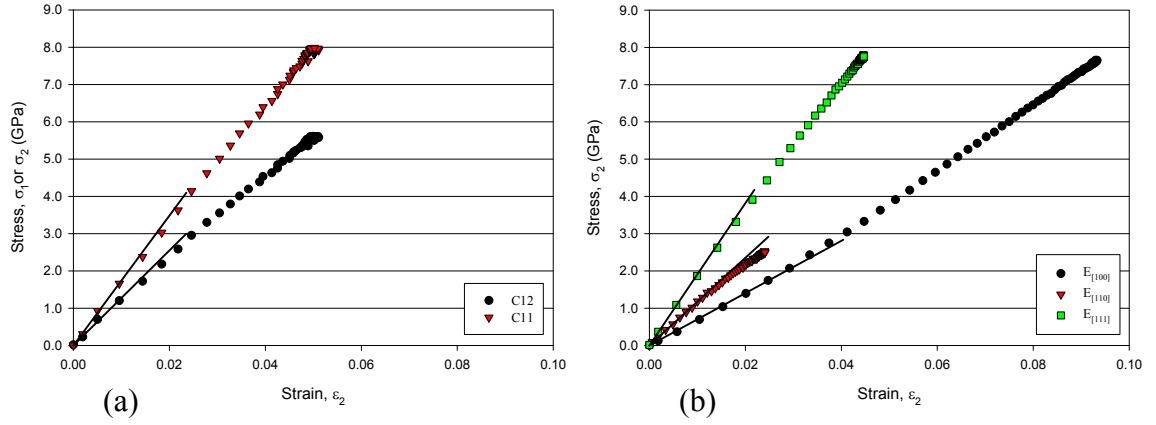 9.0
8.0
7.0
6.0
5.0
4.0
3.0
2.0
1.0
0.0
Stress, σ1 or σ2 (GPa)
C12
C11
0.00 0.02 0.04 0.06 0.08 0.10
Strain, ε2
(a)
9.0
8.0
7.0
6.0
5.0
4.0
3.0
2.0
1.0
0.0
Stress, σ2 (GPa)
E[100]
E[110]
E[111]
0.00 0.02 0.04 0.06 0.08 0.10
Strain, ε2
(b)